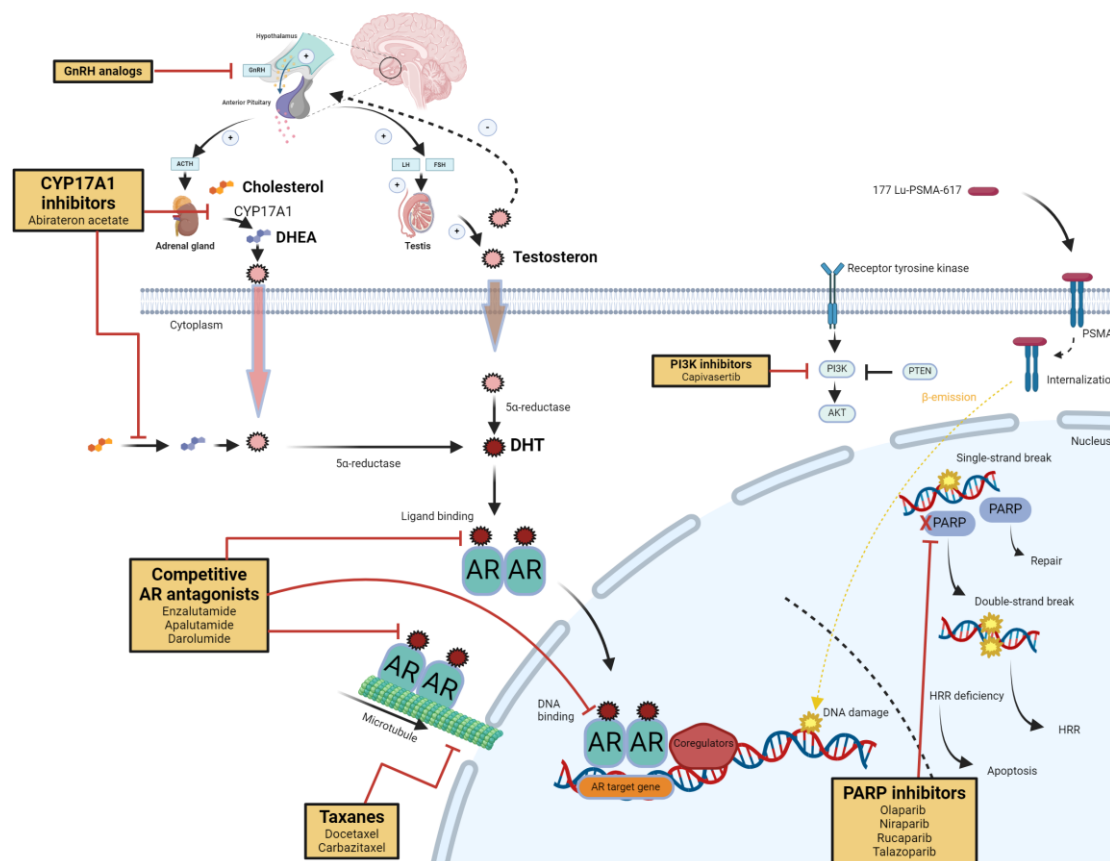 Hypothalamus
GnRH analogs
GnRH
+
Anterior Pituitary
+
+
-
ACTH
LH
FSH
CYP17A1
inhibitors
Abirateron acetate
Cholesterol
CYP17A1
+
177 Lu-PSMA-617
Adrenal gland
DHEA
Testis
+
Testosteron
Receptor tyrosine kinase
Cytoplasm
PSMA
PI3K inhibitors
Capivasertib
PI3K
PTEN
Internalization
AKT
β-emission
5α-reductase
DHT
5α-reductase
Nucleus
Single-strand break
PARP
X
PARP
Repair
Ligand binding
AR
AR
Competitive
AR antagonists
Enzalutamide
Apalutamide
Darolumide
Double-strand break
AR
AR
Microtubule
DNA
binding
AR
AR
Coregulators
DNA damage
HRR deficiency
HRR
Apoptosis
AR target gene
Taxanes
Docetaxel
Carbazitaxel
PARP inhibitors
Olaparib
Niraparib
Rucaparib
Talazoparib